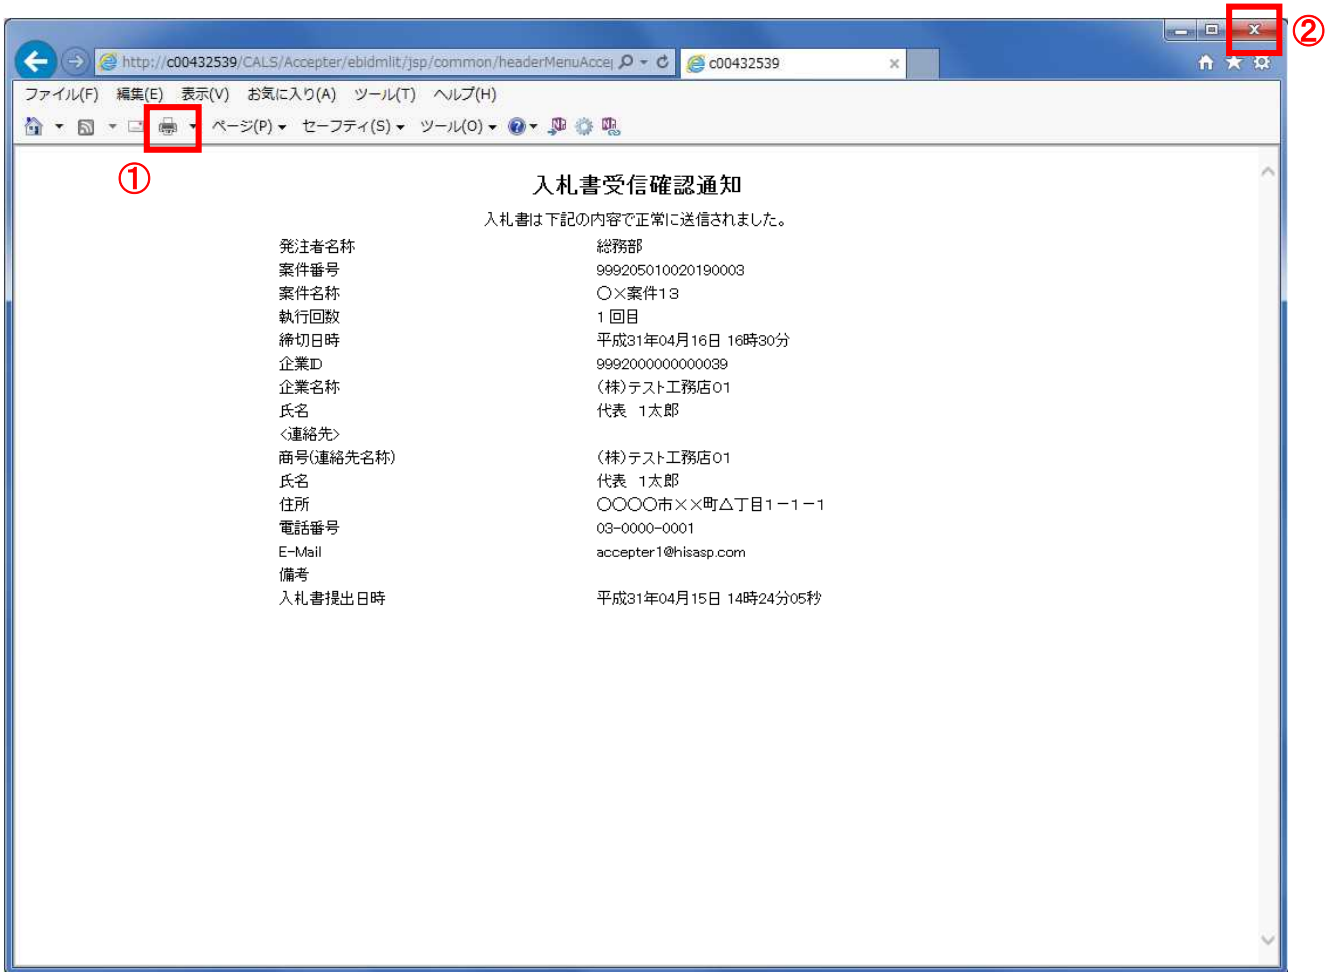 ②
http://c00432539/CALS/Accepter/ebidmlit/jsp/common/headerMenuAccep
c00432539
ファイル(F) 編集(E) 表示(V) お気に入り(A) ツール(T) ヘルプ(H)
ページ(P) セーフティ(S) ツール(O)
①
入札書受信確認通知
入札書は下記の内容で正常に送信されました。
発注者名称 総務部
案件番号 999205010020190003
案件名称 〇×案件13
執行回数 1回目
締切日時 平成31年04月16日 16時30分
企業ID 9992000000000039
企業名称 (株)テスト工務店01
氏名 代表 1太郎
<連絡先>
商号(連絡先名称) (株)テスト工務店01
氏名 代表 1太郎
住所 〇〇〇〇市××町△丁目1-1-1
電話番号 03-0000-0001
E-Mail accepter1@hisasp.com
備考
入札書提出日時 平成31年04月15日 14時24分05秒